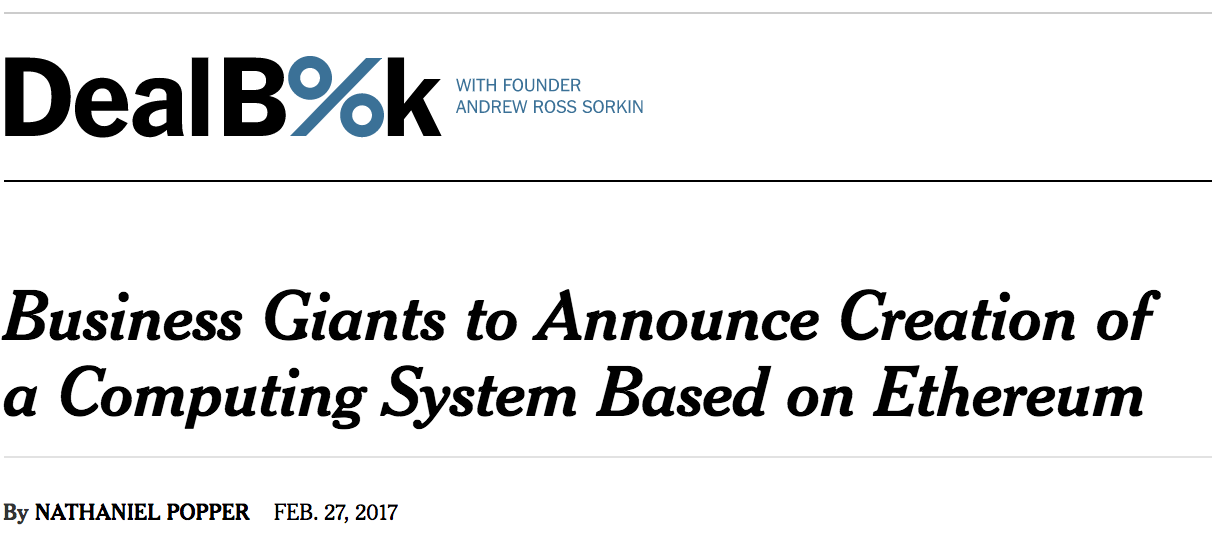 DealB%k
WITH FOUNDER
ANDREW ROSS SORKIN
Business Giants to Announce Creation of
a Computing System Based on Ethereum
By NATHANIEL POPPER FEB. 27, 2017